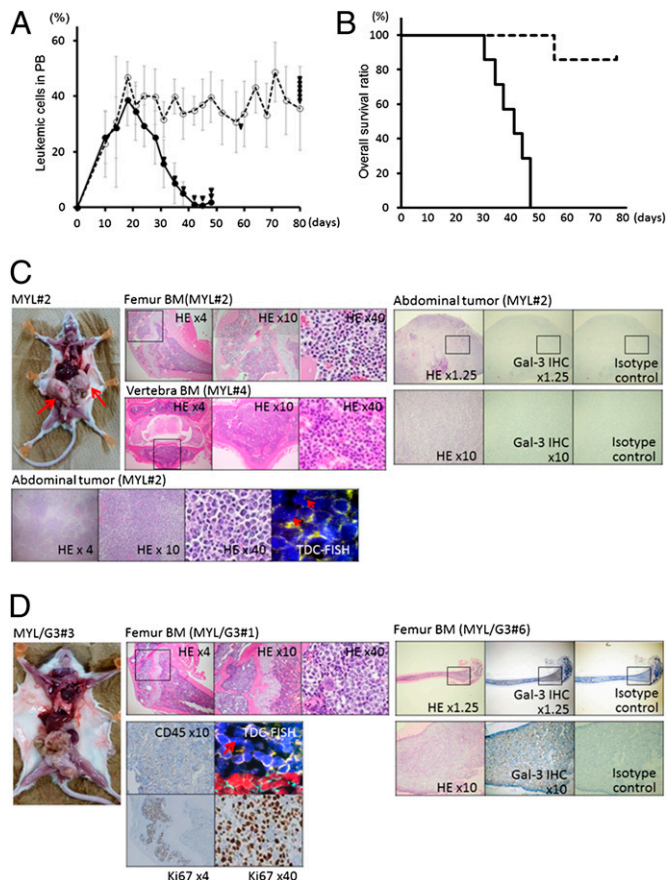 A
(%)
60
40
20
0
Leukemic cells in PB
0 10 20 30 40 50 60 70 80 (days)
B
(%)
100
80
60
40
20
0
Overall survival ratio
0 10 20 30 40 50 60 70 80 (days)
C
MYL#2
Femur BM(MYL#2)
HE x4
HE x10
HE x40
Vertebra BM (MYL#4)
HE x4
HE x10
HE x40
Abdominal tumor (MYL#2)
HE x 4
HE x 10
HE x 40
TDC-FISH
Abdominal tumor (MYL#2)
HE x1.25
Gal-3 IHC x1.25
Isotype control
HE x10
Gal-3 IHC x10
Isotype control
D
MYL/G3#3
Femur BM (MYL/G3#1)
HE x4
HE x10
HE x40
CD45 x10
TDC-FISH
Ki67 x4
Ki67 x40
Femur BM (MYL/G3#6)
HE x1.25
Gal-3 IHC x1.25
Isotype control
HE x10
Gal-3 IHC x10
Isotype control